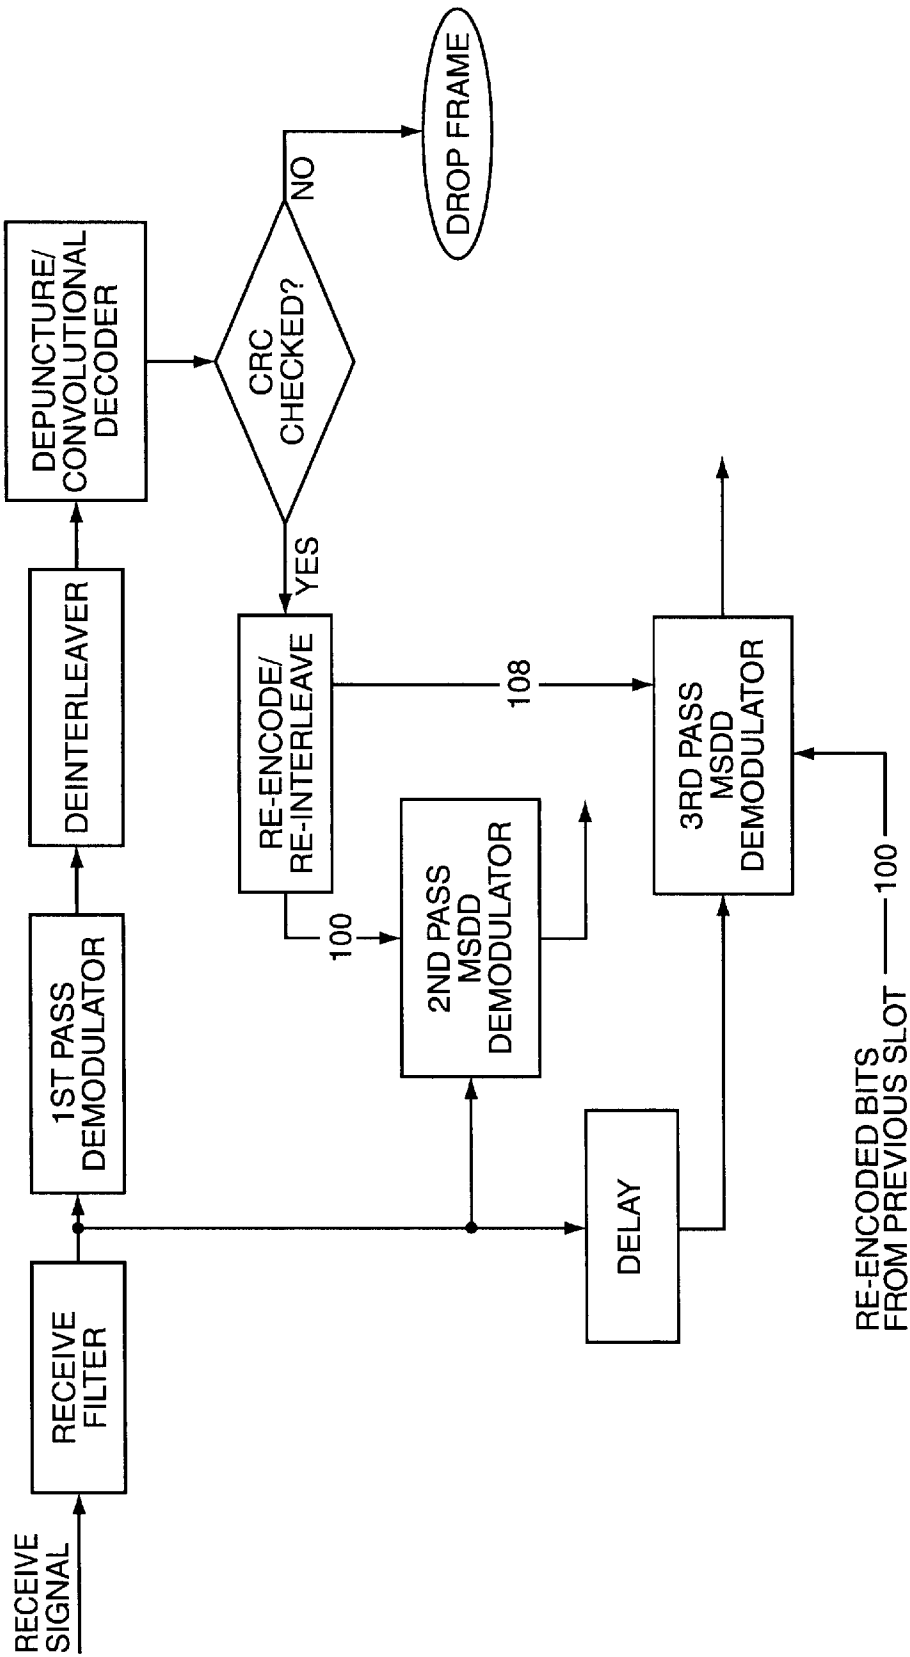 RECEIVE
SIGNAL
RECEIVE
FILTER
1ST PASS
DEMODULATOR
DEINTERLEAVER
DEPUNCTURE/
CONVOLUTIONAL
DECODER
CRC
CHECKED?
NO
DROP FRAME
YES
RE-ENCODE/
RE-INTERLEAVE
100
108
2ND PASS
MSDD
DEMODULATOR
DELAY
3RD PASS
MSDD
DEMODULATOR
RE-ENCODED BITS
FROM PREVIOUS SLOT
100